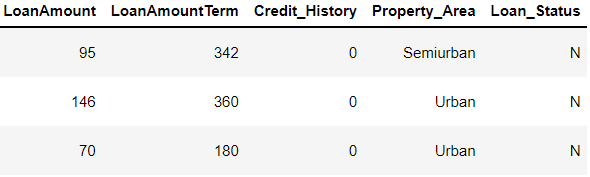 LoanAmount LoanAmountTerm Credit_History Property_Area Loan_Status
95 342 0 Semiurban N
146 360 0 Urban N
70 180 0 Urban N